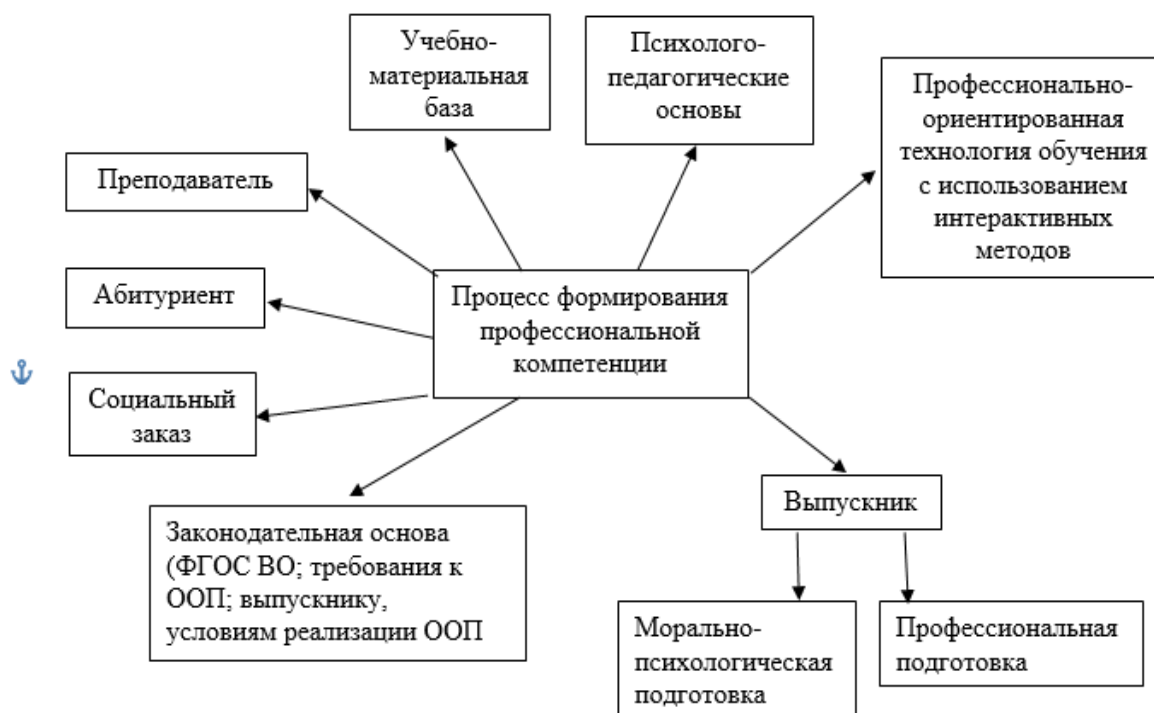 Учебно-
материальная
база
Психолого-
педагогические
основы
Профессионально-
ориентированная
технология обучения
с использованием
интерактивных
методов
Преподаватель
Абитуриент
Процесс формирования
профессиональной
компетенции
Социальный
заказ
Выпускник
Законодательная основа
(ФГОС ВО; требования к
ООП; выпускнику,
условиям реализации ООП
Морально-
психологическая
подготовка
Профессиональная
подготовка